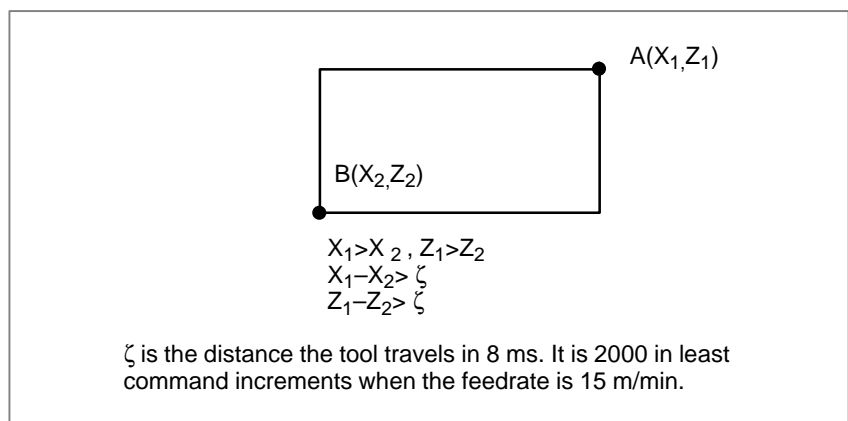 A(X₁,Z₁)
B(X₂,Z₂)
X₁>X ₂ , Z₁>Z₂
X₁–X₂> ζ
Z₁–Z₂> ζ
ζ is the distance the tool travels in 8 ms. It is 2000 in least
command increments when the feedrate is 15 m/min.